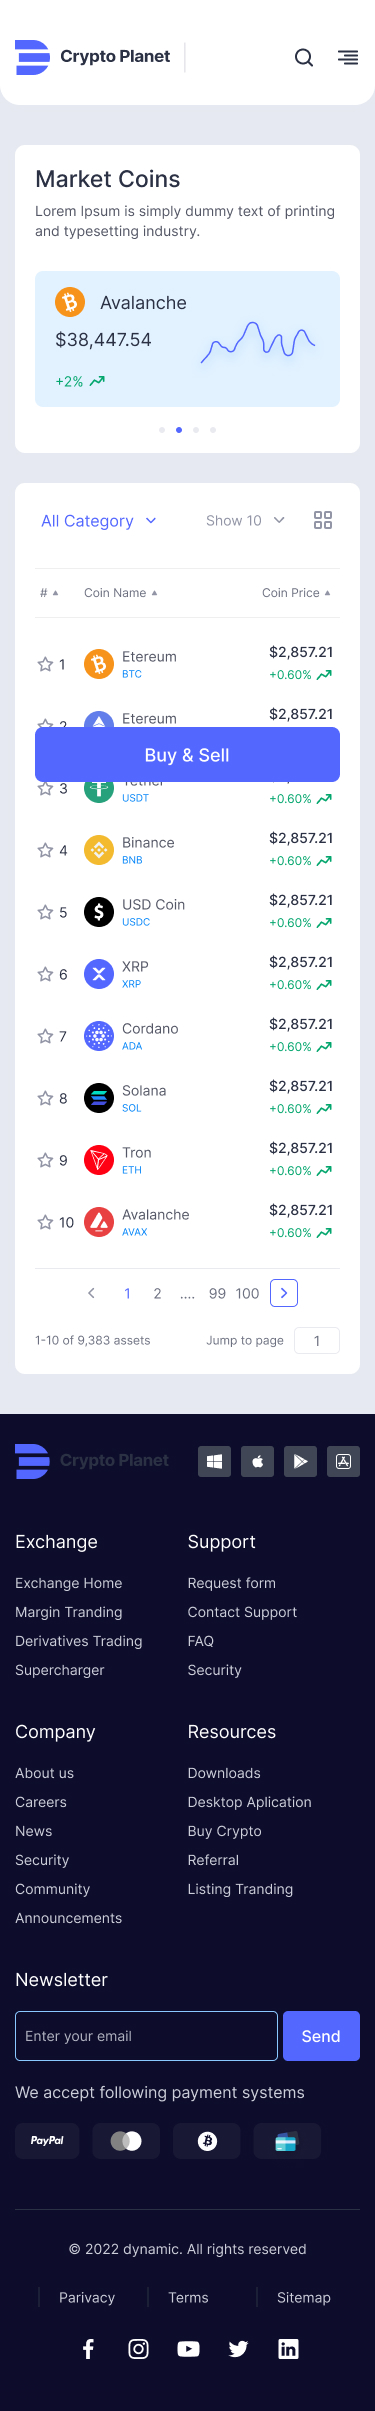 Crypto Planet
Market Coins
Lorem Ipsum is simply dummy text of printing
and typesetting industry.
Avalanche
$38,447.54
+2%
All Category
Show 10
#
Coin Name
Coin Price
1
Etereum
BTC
$2,857.21
+0.60%
2
Etereum
$2,857.21
Buy & Sell
3
Tether
USDT
+0.60%
4
Binance
BNB
$2,857.21
+0.60%
5
USD Coin
USDC
$2,857.21
+0.60%
6
XRP
XRP
$2,857.21
+0.60%
7
Cordano
ADA
$2,857.21
+0.60%
8
Solana
SOL
$2,857.21
+0.60%
9
Tron
ETH
$2,857.21
+0.60%
10
Avalanche
AVAX
$2,857.21
+0.60%
1 2 .... 99 100
1-10 of 9,383 assets
Jump to page
1
Crypto Planet
Exchange
Exchange Home
Margin Tranding
Derivatives Trading
Supercharger
Support
Request form
Contact Support
FAQ
Security
Company
About us
Careers
News
Security
Community
Announcements
Resources
Downloads
Desktop Aplication
Buy Crypto
Referral
Listing Tranding
Newsletter
Enter your email
Send
We accept following payment systems
PayPal
© 2022 dynamic. All rights reserved
Parivacy
Terms
Sitemap